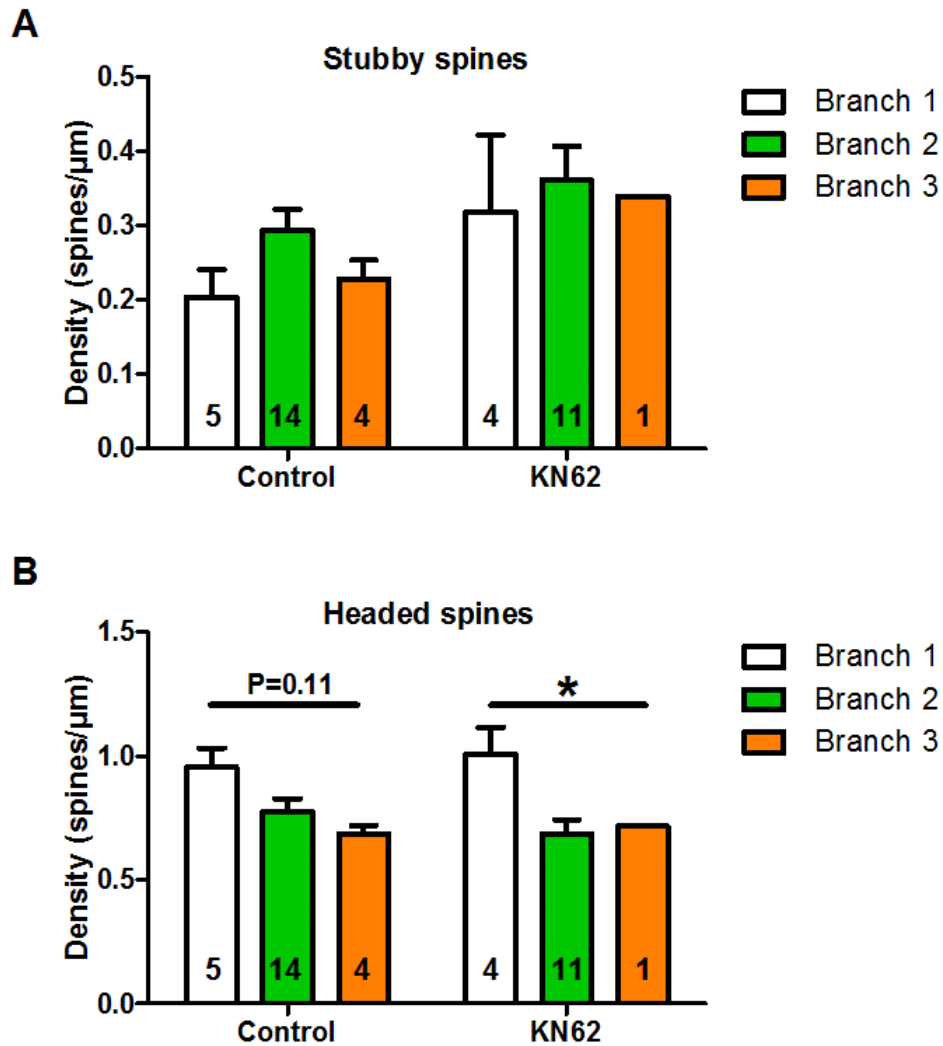 A
Stubby spines
Density (spines/µm)
0.5
0.4
0.3
0.2
0.1
0.0
5
14
4
4
11
1
Control
KN62
Branch 1
Branch 2
Branch 3
B
Headed spines
Density (spines/µm)
1.5
1.0
0.5
0.0
P=0.11
*
5
14
4
4
11
1
Control
KN62
Branch 1
Branch 2
Branch 3